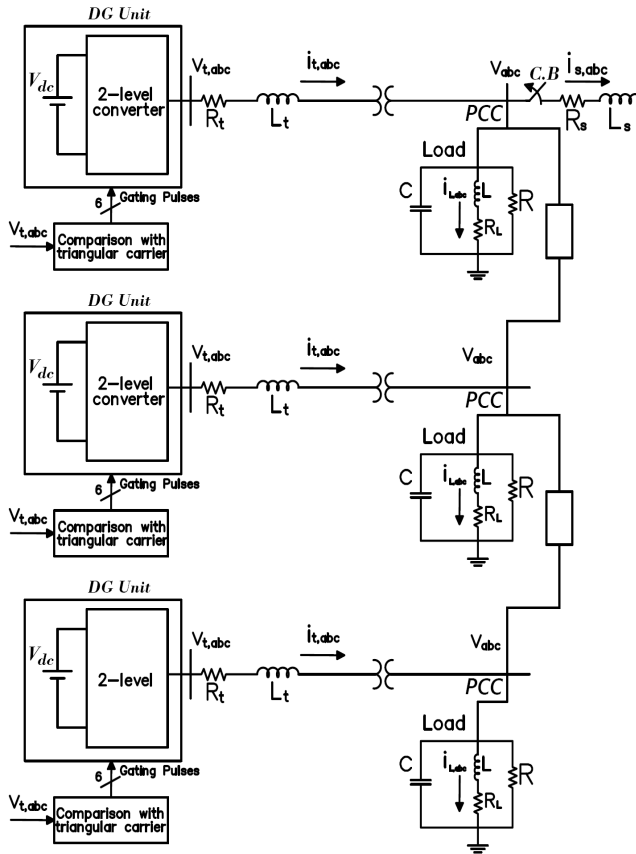 DG Unit
Vdc
2-level
converter
Vt,abc
Rt
Lt
it,abc
Vabc
C.B
is,abc
PCC
Rs
Ls
Load
C
iLabc
L
RL
R
6
Gating Pulses
Vt,abc
Comparison with
triangular carrier
DG Unit
Vdc
2-level
converter
Vt,abc
Rt
Lt
it,abc
Vabc
PCC
Load
C
iLabc
L
RL
R
6
Gating Pulses
Vt,abc
Comparison with
triangular carrier
DG Unit
Vdc
2-level
Vt,abc
Rt
Lt
it,abc
Vabc
PCC
Load
C
iLabc
L
RL
R
6
Gating Pulses
Vt,abc
Comparison with
triangular carrier